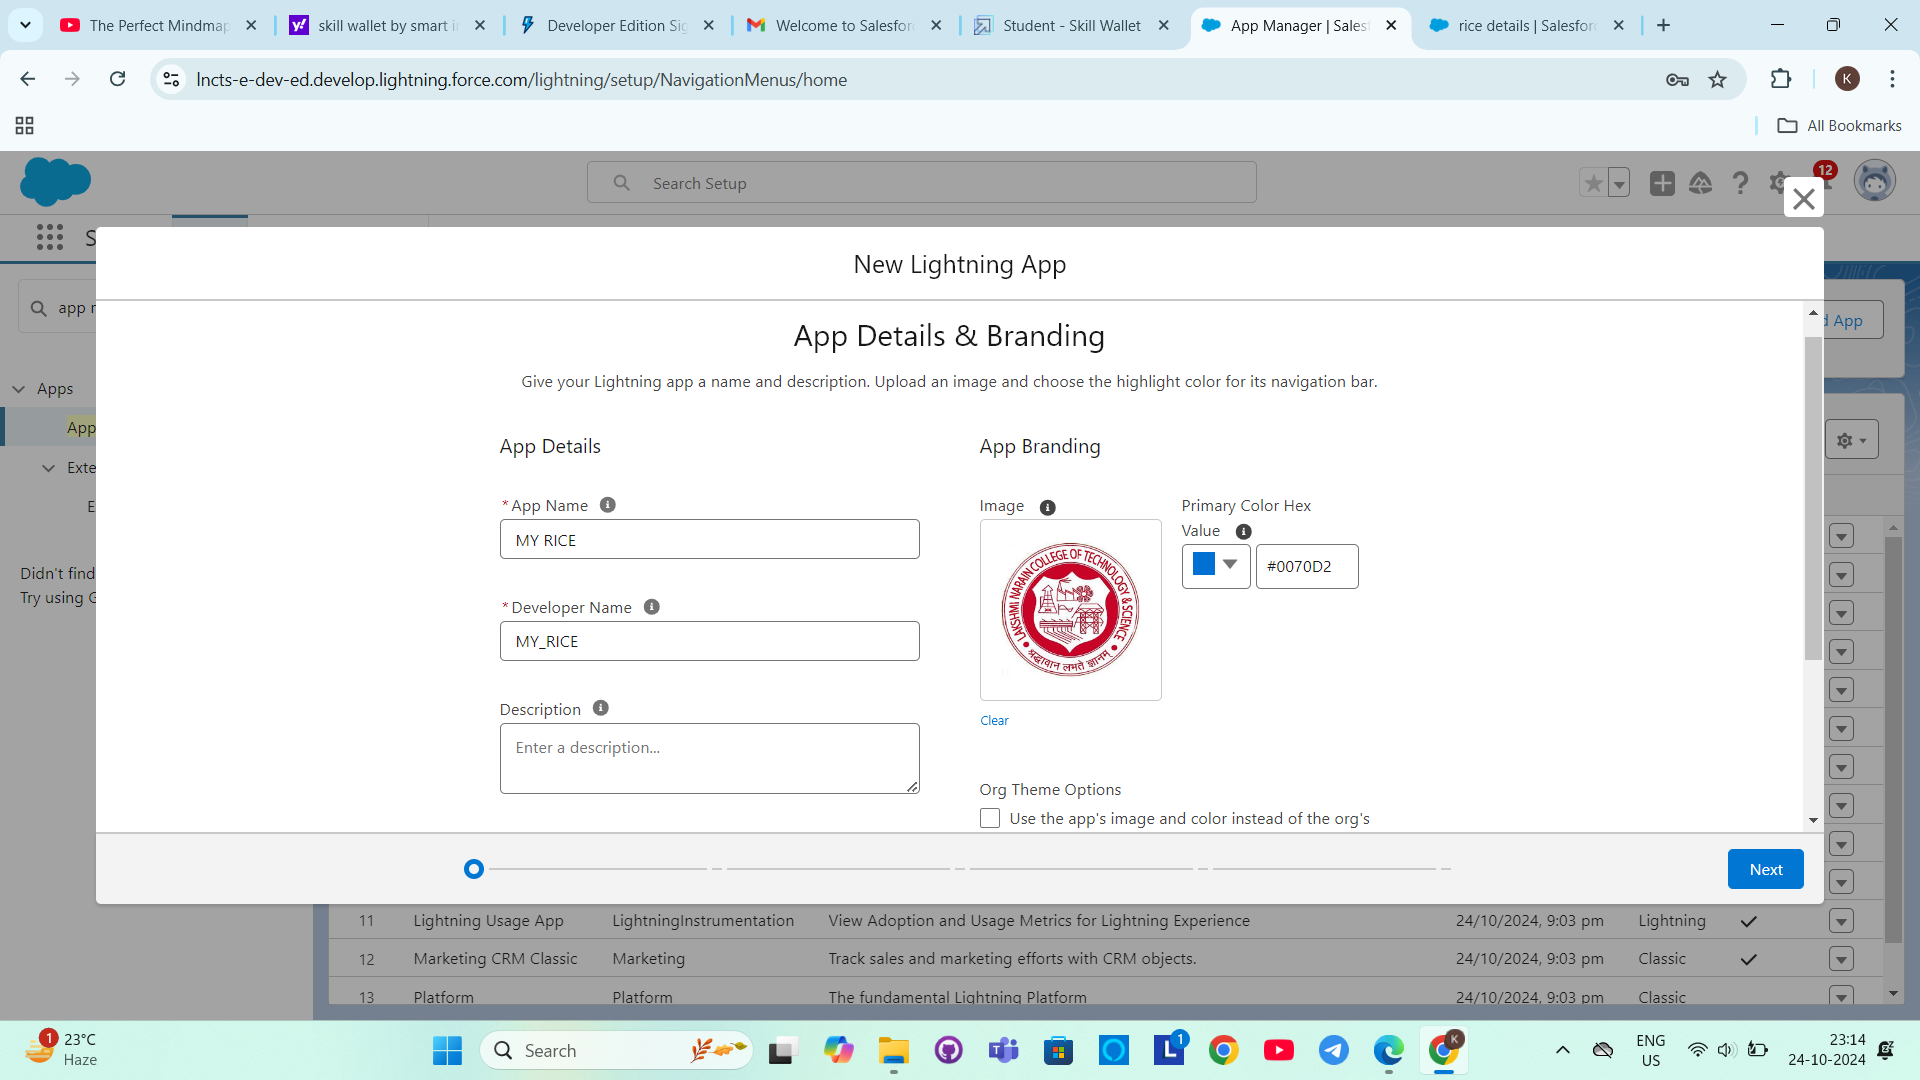 The Perfect Mindmap
skill wallet by smart i
Developer Edition Sig
Welcome to Salesfor
Student - Skill Wallet
App Manager | Sales
rice details | Salesfor
lncts-e-dev-ed.develop.lightning.force.com/lightning/setup/NavigationMenus/home
K
All Bookmarks
Search Setup
12
S
New Lightning App
app
d App
App Details & Branding
Give your Lightning app a name and description. Upload an image and choose the highlight color for its navigation bar.
Apps
App
Exte
E
Didn't find
Try using G
App Details
App Branding
*App Name
Image
Primary Color Hex
Value
MY RICE
#0070D2
LAKSHMI NARAIN COLLEGE OF TECHNOLOGY & SCIENCE
श्रद्धावान लभते ज्ञानम्
*Developer Name
MY_RICE
Description
Clear
Enter a description...
Org Theme Options
Use the app's image and color instead of the org's
Next
11 Lightning Usage App LightningInstrumentation View Adoption and Usage Metrics for Lightning Experience 24/10/2024, 9:03 pm Lightning
12 Marketing CRM Classic Marketing Track sales and marketing efforts with CRM objects. 24/10/2024, 9:03 pm Classic
13 Platform Platform The fundamental Lightning Platform 24/10/2024, 9:03 pm Classic
1
23°C
Haze
Search
1
K
ENG
US
23:14
24-10-2024